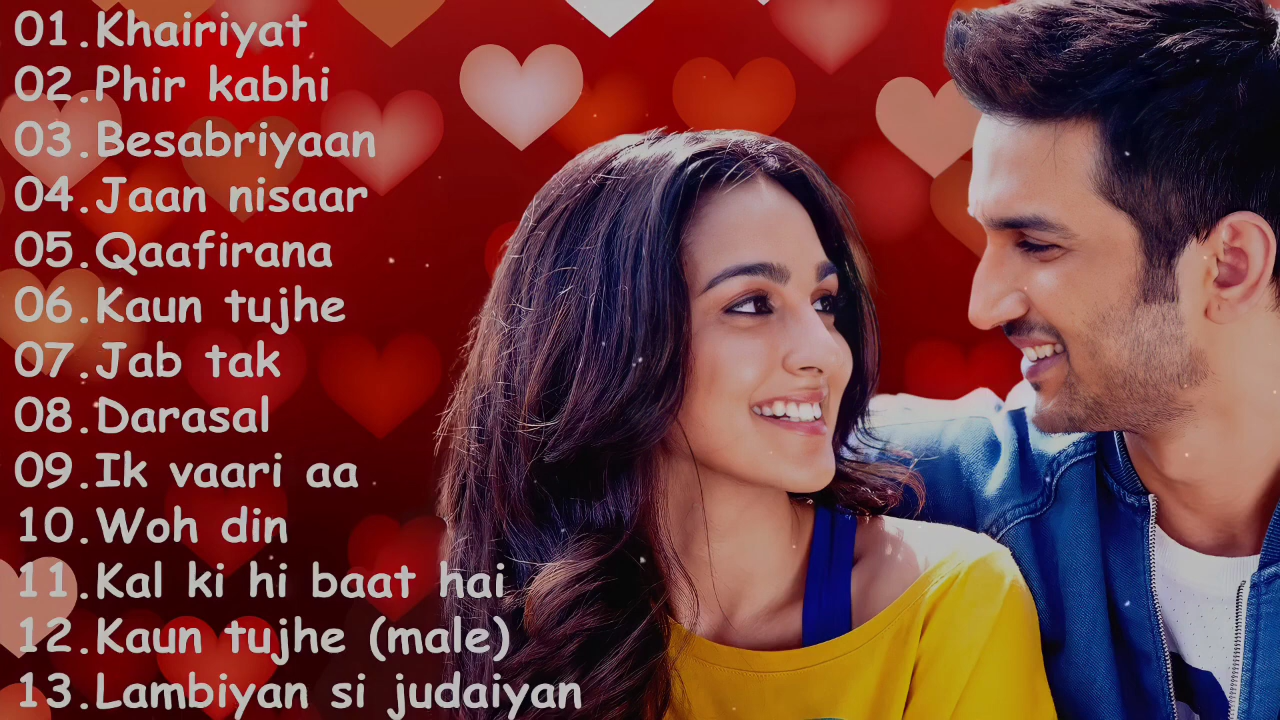 01.Khairiyat
02.Phir kabhi
03.Besabriyaan
04.Jaan nisaar
05.Qaafirana
06.Kaun tujhe
07.Jab tak
08.Darasal
09.Ik vaari aa
10.Woh din
11.Kal ki hi baat hai
12.Kaun tujhe (male)
13.Lambiyan si judaiyan